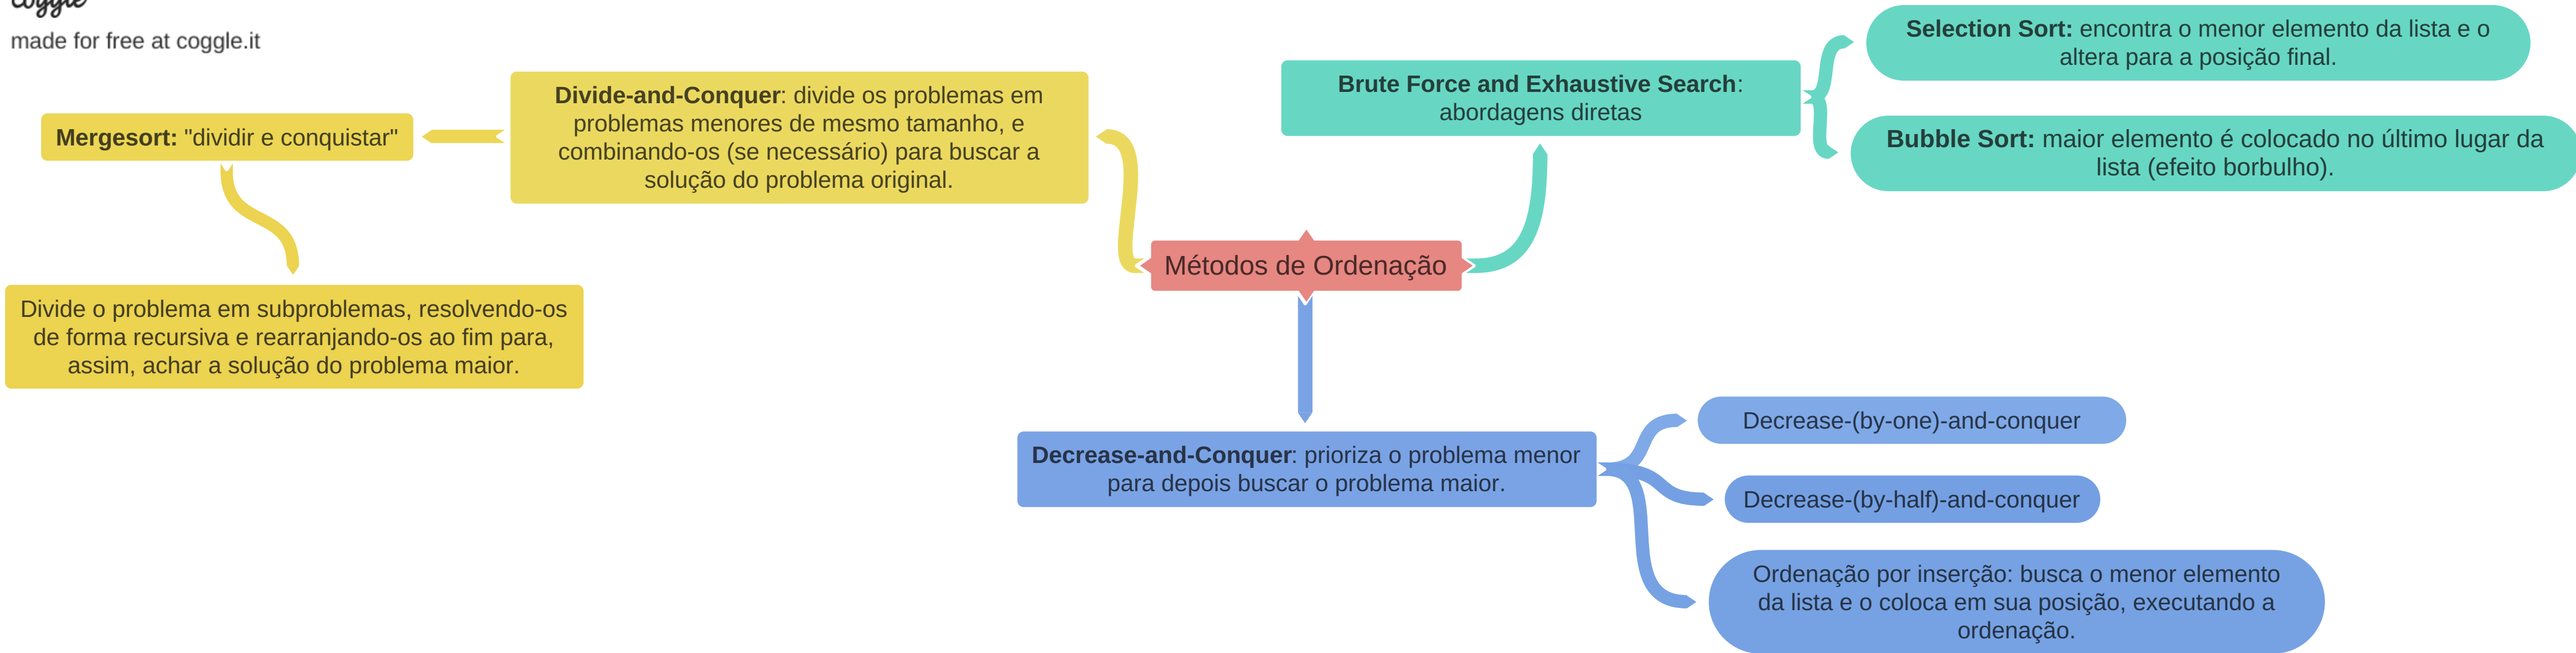 coggle
made for free at coggle.it
Divide-and-Conquer: divide os problemas em
problemas menores de mesmo tamanho, e
combinando-os (se necessário) para buscar a
solução do problema original.
Mergesort: "dividir e conquistar"
Divide o problema em subproblemas, resolvendo-os
de forma recursiva e rearranjando-os ao fim para,
assim, achar a solução do problema maior.
Métodos de Ordenação
Brute Force and Exhaustive Search:
abordagens diretas
Selection Sort: encontra o menor elemento da lista e o
altera para a posição final.
Bubble Sort: maior elemento é colocado no último lugar da
lista (efeito borbulho).
Decrease-and-Conquer: prioriza o problema menor
para depois buscar o problema maior.
Decrease-(by-one)-and-conquer
Decrease-(by-half)-and-conquer
Ordenação por inserção: busca o menor elemento
da lista e o coloca em sua posição, executando a
ordenação.